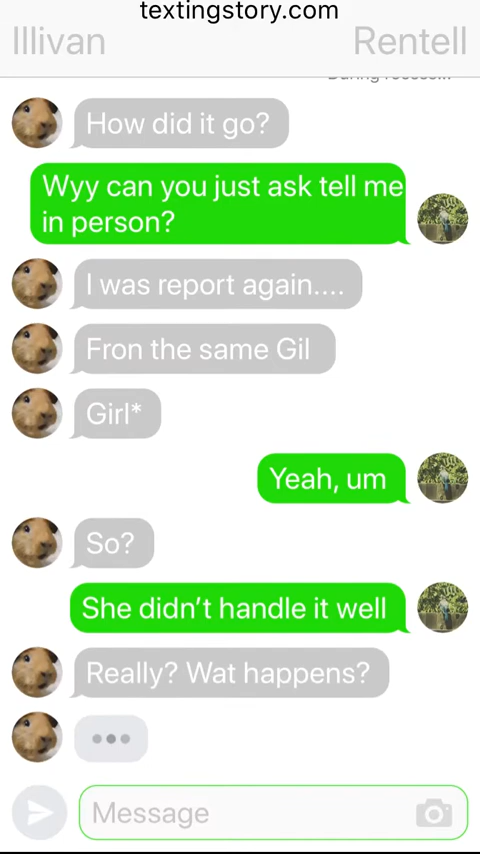 textingstory.com
Illivan
Rentell
How did it go?
Wyy can you just ask tell me
in person?
I was report again....
Fron the same Gil
Girl*
Yeah, um
So?
She didn't handle it well
Really? Wat happens?
Message